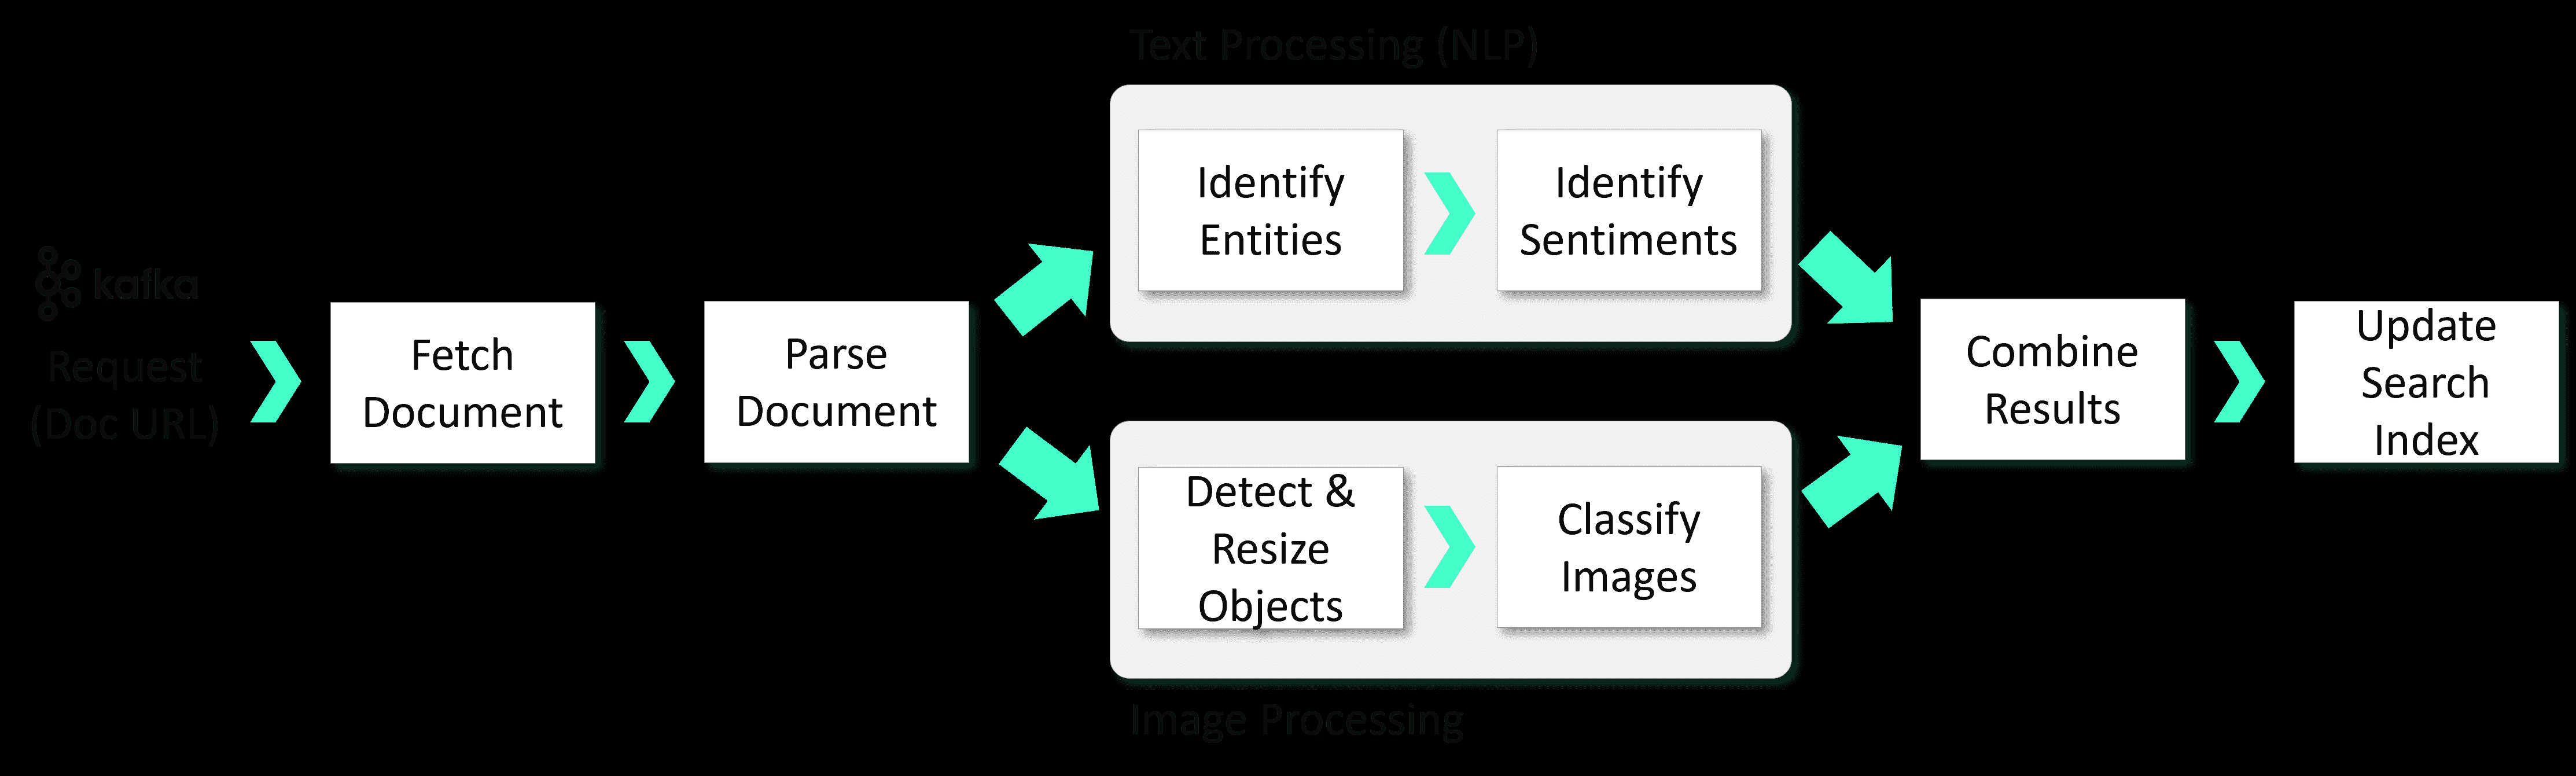 Text Processing (NLP)
Identify
Entities
Identify
Sentiments
kafka
Request
(Doc URL)
Fetch
Document
Parse
Document
Combine
Results
Update
Search
Index
Detect &
Resize
Objects
Classify
Images
Image Processing